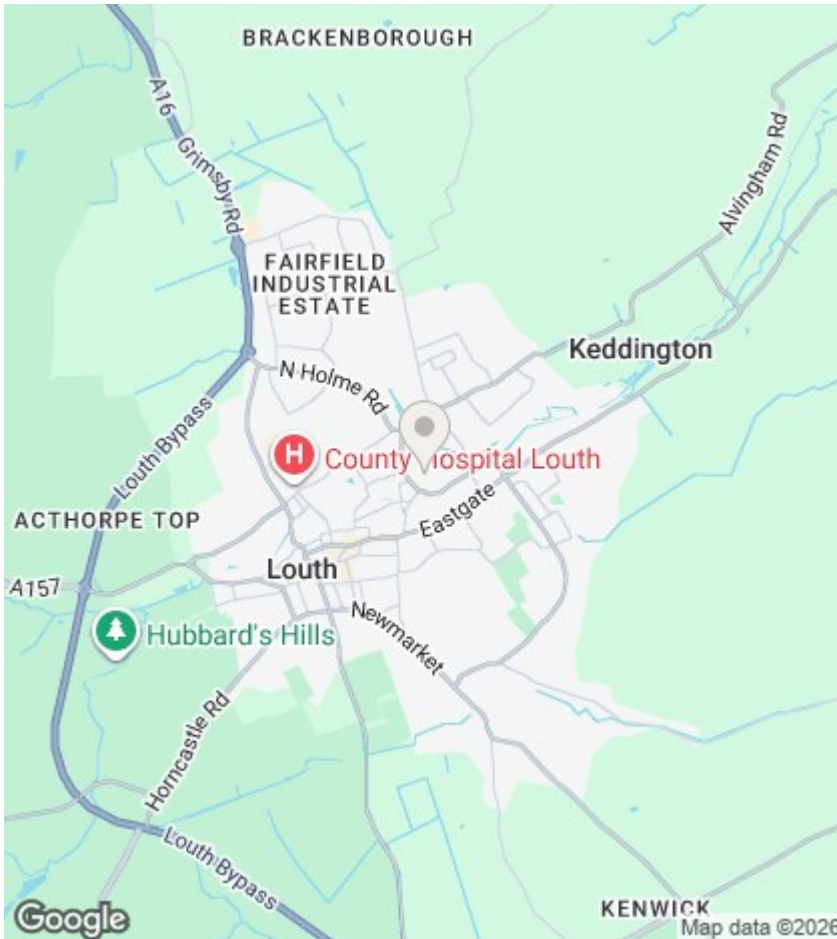 BRACKENBOROUGH
A16
Grimsby Rd
Alvingham Rd
FAIRFIELD
INDUSTRIAL
ESTATE
Keddington
N Holme Rd
Louth Bypass
H
County Hospital Louth
Eastgate
ACTHORPE TOP
Louth
A157
Newmarket
Hubbard's Hills
Horncastle Rd
Louth Bypass
KENWICK
Google
Map data ©2026